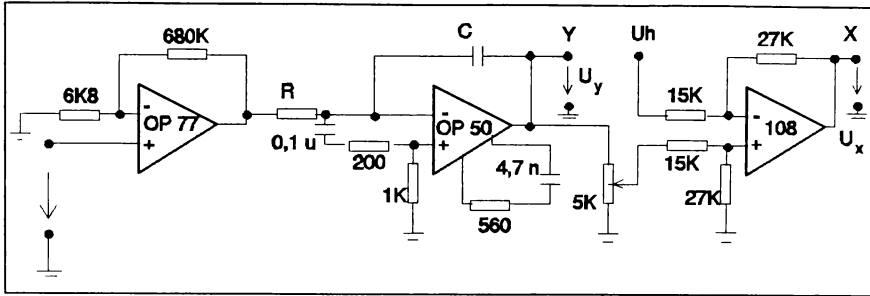 680K
6K8
-
OP 77
+
R
0,1 u
200
1K
C
-
OP 50
+
4,7 n
560
Y
U y
5K
Uh
15K
15K
27K
-
108
+
27K
X
U x